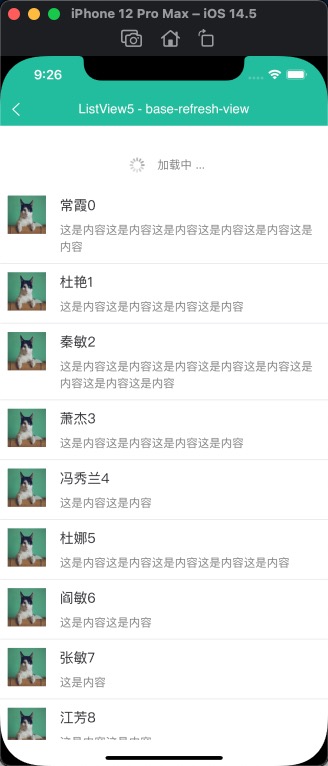 iPhone 12 Pro Max – iOS 14.5
9:26
ListView5 - base-refresh-view
加载中 ...
常霞0
这是内容这是内容这是内容这是内容这是内容这是
内容
杜艳1
这是内容这是内容这是内容这是内容
秦敏2
这是内容这是内容这是内容这是内容这是内容这是
内容这是内容这是内容
萧杰3
这是内容这是内容这是内容这是内容
冯秀兰4
这是内容这是内容
杜娜5
这是内容这是内容这是内容这是内容这是内容
阎敏6
这是内容这是内容
张敏7
这是内容
江芳8